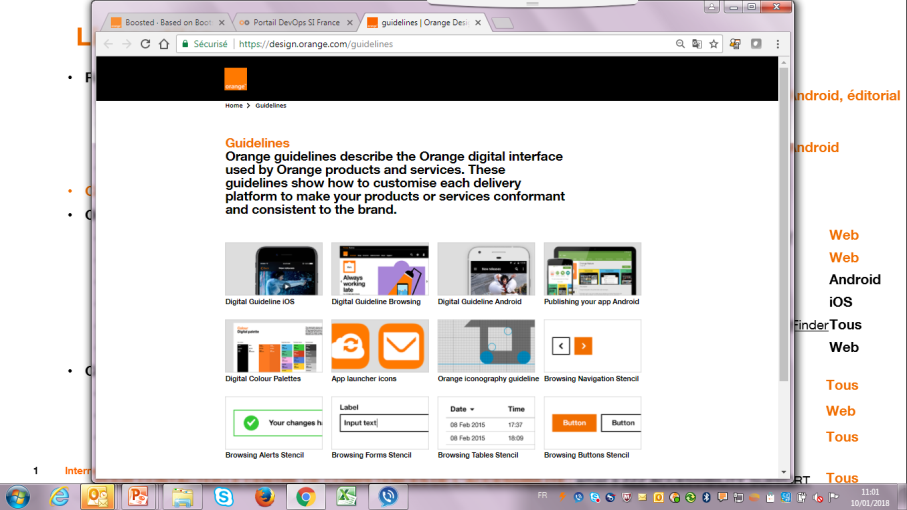 Boosted · Based on Boot
Portail DevOps SI France
guidelines | Orange Desi
Sécurisé
https://design.orange.com/guidelines
orange
Home > Guidelines
Guidelines
Orange guidelines describe the Orange digital interface
used by Orange products and services. These
guidelines show how to customise each delivery
platform to make your products or services conformant
and consistent to the brand.
Always
working
late
Digital Guideline iOS
Digital Guideline Browsing
Digital Guideline Android
Publishing your app Android
Digital palette
Digital Colour Palettes
App launcher icons
Orange iconography guideline
Browsing Navigation Stencil
Your changes h
Label
Input text
Date Time
08 Feb 2015 17:37
08 Feb 2015 18:09
Button
Button
Browsing Alerts Stencil
Browsing Forms Stencil
Browsing Tables Stencil
Browsing Buttons Stencil
Android, éditorial
Android
Web
Web
Android
iOS
Finder Tous
Web
Tous
Web
Tous
RT Tous
1 Intern
FR
11:01
10/01/2018